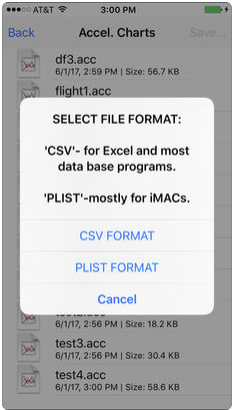 AT&T 3:00 PM
Back Accel. Charts Save...
df3.acc
6/1/17, 2:59 PM | Size: 56.7 KB
flight1.acc
SELECT FILE FORMAT:
'CSV'- for Excel and most
data base programs.
'PLIST'-mostly for iMACs.
CSV FORMAT
PLIST FORMAT
Cancel
6/1/17, 2:56 PM | Size: 18.2 KB
test3.acc
6/1/17, 2:56 PM | Size: 30.4 KB
test4.acc
6/1/17, 3:00 PM | Size: 58.6 KB